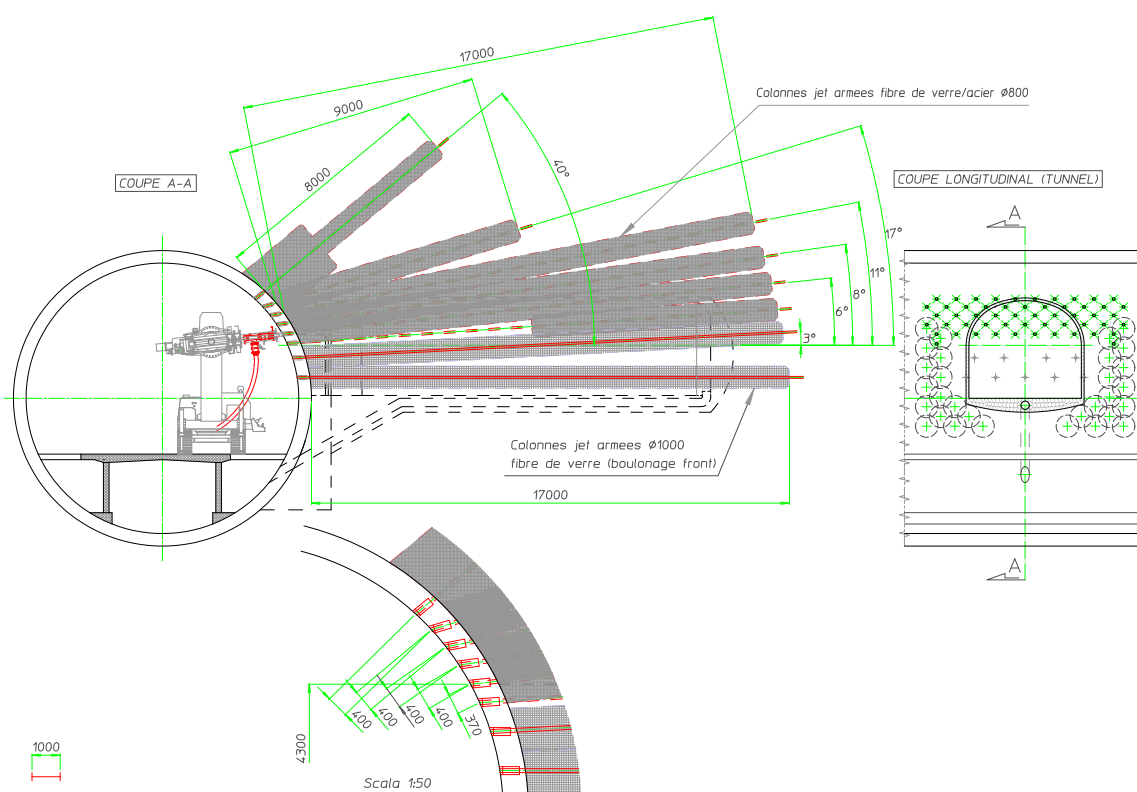 17000
9000
8000
40°
Colonnes jet armees fibre de verre/acier Ø800
COUPE A-A
COUPE LONGITUDINAL (TUNNEL)
A
17°
11°
8°
6°
3°
Colonnes jet armees Ø1000
fibre de verre (boulonage front)
17000
A
400
400
400
400
370
4300
1000
Scala 1:50